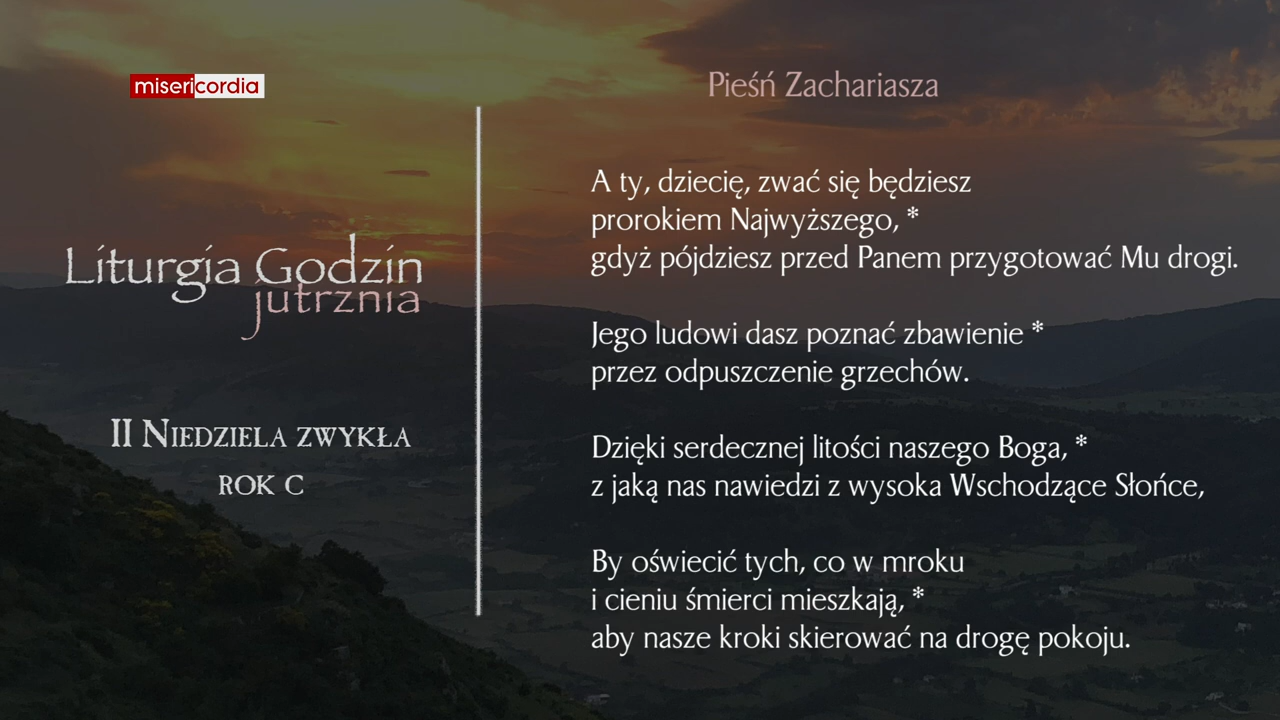 misericordia
Liturgia Godzin
jutrznia
II Niedziela zwykła
rok C
Pieśń Zachariasza
A ty, dziecię, zwać się będziesz
prorokiem Najwyższego, *
gdyż pójdziesz przed Panem przygotować Mu drogi.
Jego ludowi dasz poznać zbawienie *
przez odpuszczenie grzechów.
Dzięki serdecznej litości naszego Boga, *
z jaką nas nawiedzi z wysoka Wschodzące Słońce,
By oświecić tych, co w mroku
i cieniu śmierci mieszkają, *
aby nasze kroki skierować na drogę pokoju.